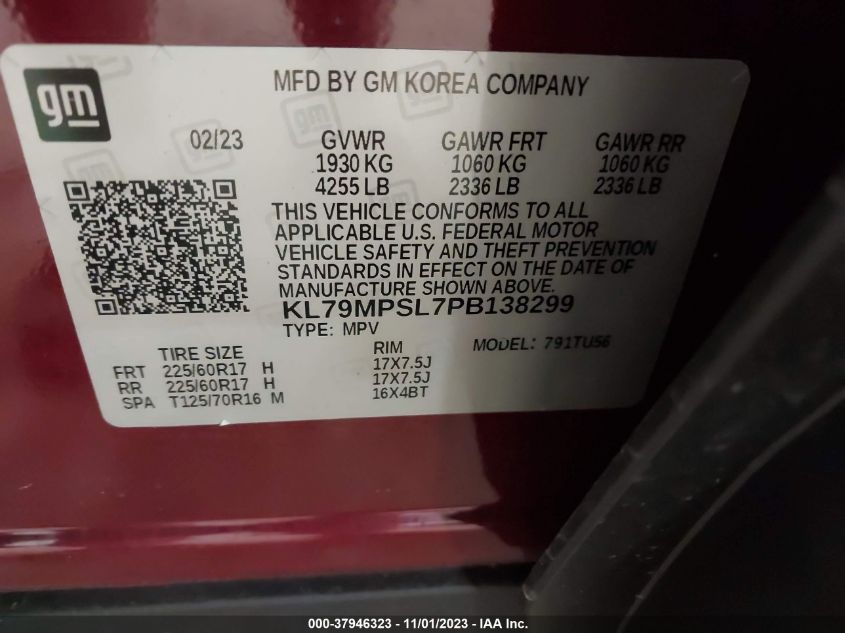 gm
MFD BY GM KOREA COMPANY
02/23 GVWR GAWR FRT GAWR RR
1930 KG 1060 KG 1060 KG
4255 LB 2336 LB 2336 LB
THIS VEHICLE CONFORMS TO ALL
APPLICABLE U.S. FEDERAL MOTOR
VEHICLE SAFETY AND THEFT PREVENTION
STANDARDS IN EFFECT ON THE DATE OF
MANUFACTURE SHOWN ABOVE.
KL79MPSL7PB138299
TYPE: MPV MODEL: 791TU56
TIRE SIZE RIM
FRT 225/60R17 H 17X7.5J
RR 225/60R17 H 17X7.5J
SPA T125/70R16 M 16X4BT
000-37946323 - 11/01/2023 - IAA Inc.